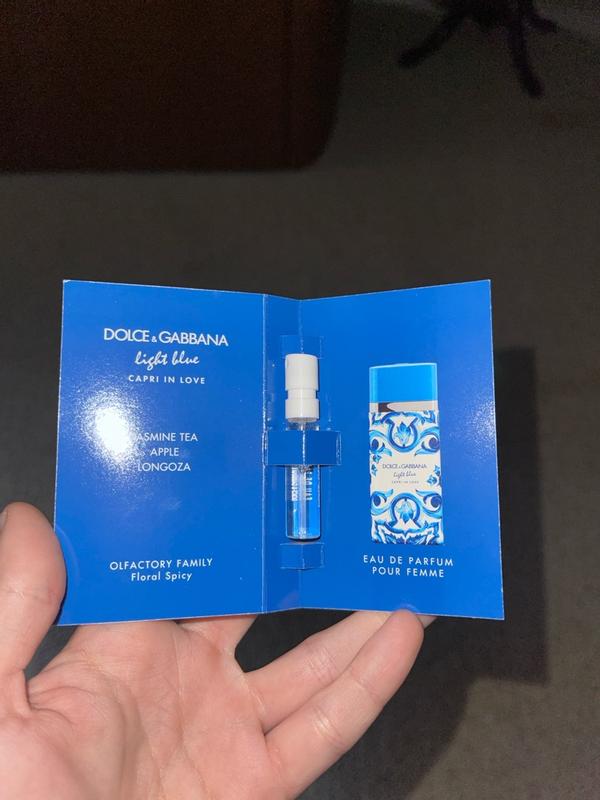 DOLCE & GABBANA
light blue
CAPRI IN LOVE
ASMINE TEA
APPLE
LONGOZA
OLFACTORY FAMILY
Floral Spicy
DOLCE & GABBANA
light blue
CAPRI IN LOVE
EAU DE PARFUM
POUR FEMME